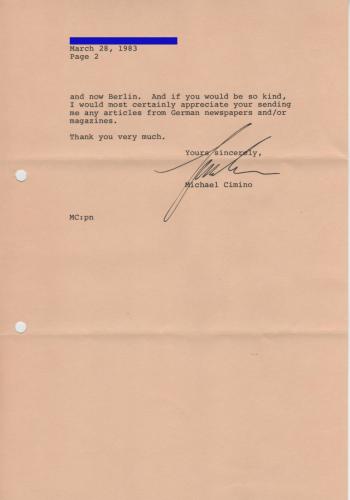 March 28, 1983
Page 2
and now Berlin. And if you would be so kind,
I would most certainly appreciate your sending
me any articles from German newspapers and/or
magazines.
Thank you very much.
Yours sincerely,
Michael Cimino
MC:pn